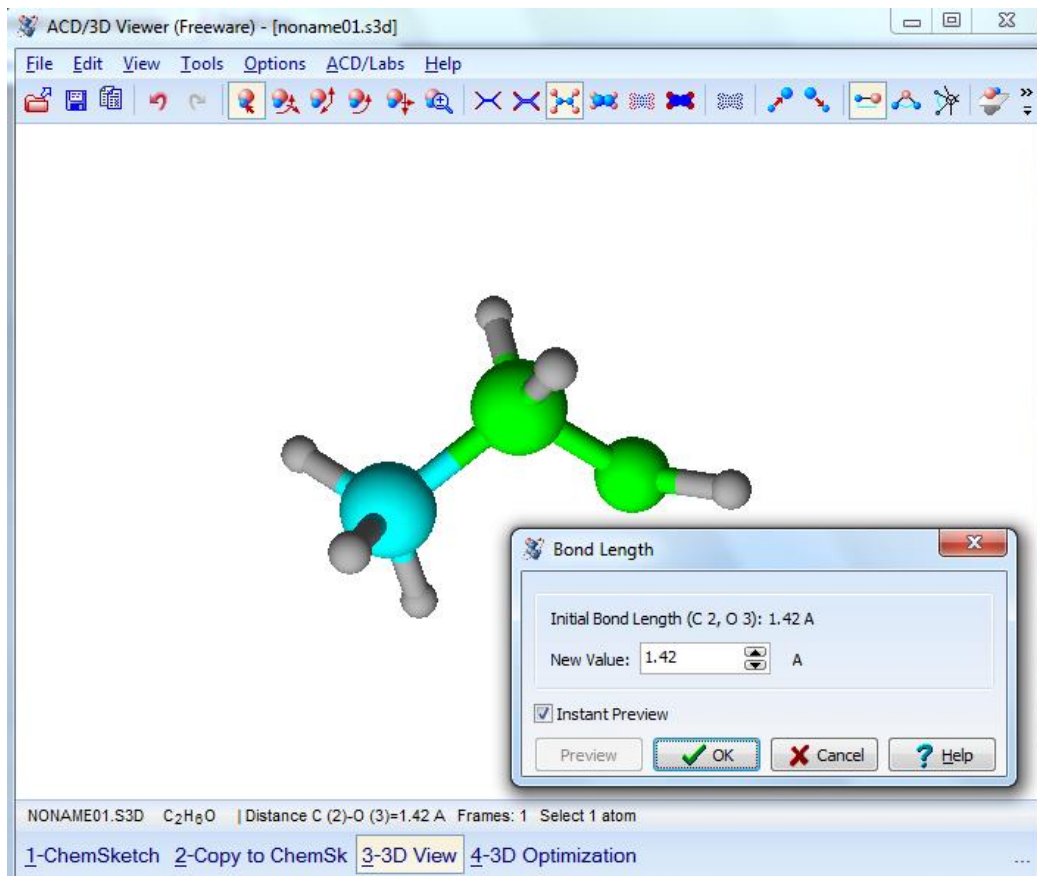 ACD/3D Viewer (Freeware) - [noname01.s3d]
File Edit View Tools Options ACD/Labs Help
Bond Length
Initial Bond Length (C 2, O 3): 1.42 A
New Value: 1.42 A
Instant Preview
Preview OK Cancel Help
NONAME01.S3D C₂H₆O | Distance C (2)-O (3)=1.42 A Frames: 1 Select 1 atom
1-ChemSketch 2-Copy to ChemSk 3-3D View 4-3D Optimization ...